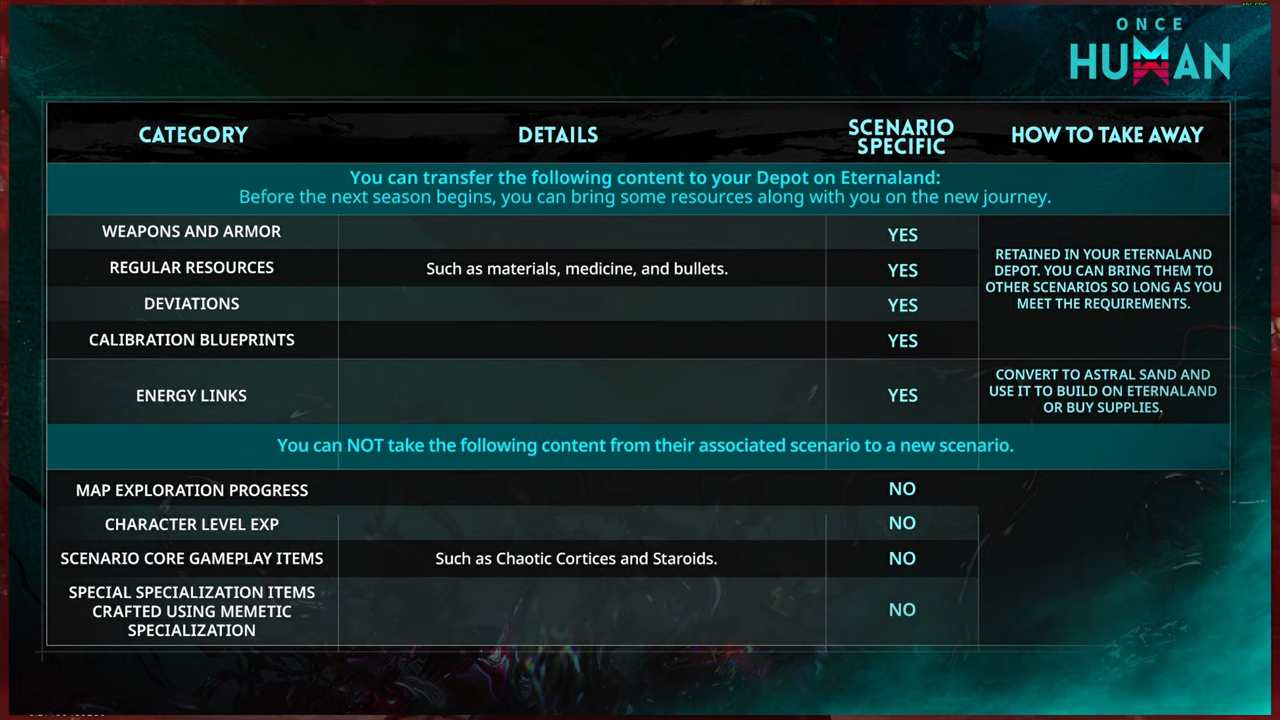 ONCE
HUMAN
CATEGORY
DETAILS
SCENARIO
SPECIFIC
HOW TO TAKE AWAY
You can transfer the following content to your Depot on Eternaland:
Before the next season begins, you can bring some resources along with you on the new journey.
WEAPONS AND ARMOR
YES
REGULAR RESOURCES
Such as materials, medicine, and bullets.
YES
DEVIATIONS
YES
CALIBRATION BLUEPRINTS
YES
RETAINED IN YOUR ETERNALAND
DEPOT. YOU CAN BRING THEM TO
OTHER SCENARIOS SO LONG AS YOU
MEET THE REQUIREMENTS.
ENERGY LINKS
YES
CONVERT TO ASTRAL SAND AND
USE IT TO BUILD ON ETERNALAND
OR BUY SUPPLIES.
You can NOT take the following content from their associated scenario to a new scenario.
MAP EXPLORATION PROGRESS
NO
CHARACTER LEVEL EXP
NO
SCENARIO CORE GAMEPLAY ITEMS
Such as Chaotic Cortices and Staroids.
NO
SPECIAL SPECIALIZATION ITEMS
CRAFTED USING MEMETIC
SPECIALIZATION
NO